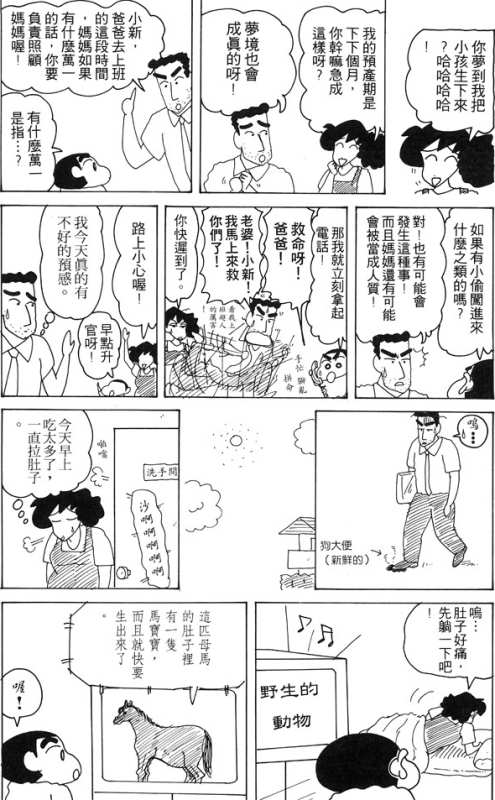 你夢到我把
小孩生下來
？哈哈哈
哈哈哈
我的預產期是
下下個月，
你幹嘛急成
這樣呀？
夢境也會
成真的呀！
小新，
爸爸去上班
的這段時間
，媽媽如果
有什麼萬一
的話，你要
負責照顧
媽媽喔！
有什麼萬一
是指…？
如果有小偷闖進來
什麼之類的嗎？
對！也有可能會
發生這種事！
而且媽媽還有可能
會被當成人質！
那我就立刻拿起
電話！
救命呀！
爸爸！
老婆！小新！
我馬上來救
你們了！
手忙腳亂
拼命
你快遲到了。
路上小心喔！
早點升
官呀！
我今天真的有
不好的預感。
嗚…
狗大便
（新鮮的）
洗手間
沙啊啊啊啊
今天早上
吃太多了，
一直拉肚子
！
嗚…
肚子好痛，
先躺一下吧
！
野生的
動物
這匹母馬
的肚子裡
有一隻
馬寶寶，
而且就快要
生出來了
。
喔！